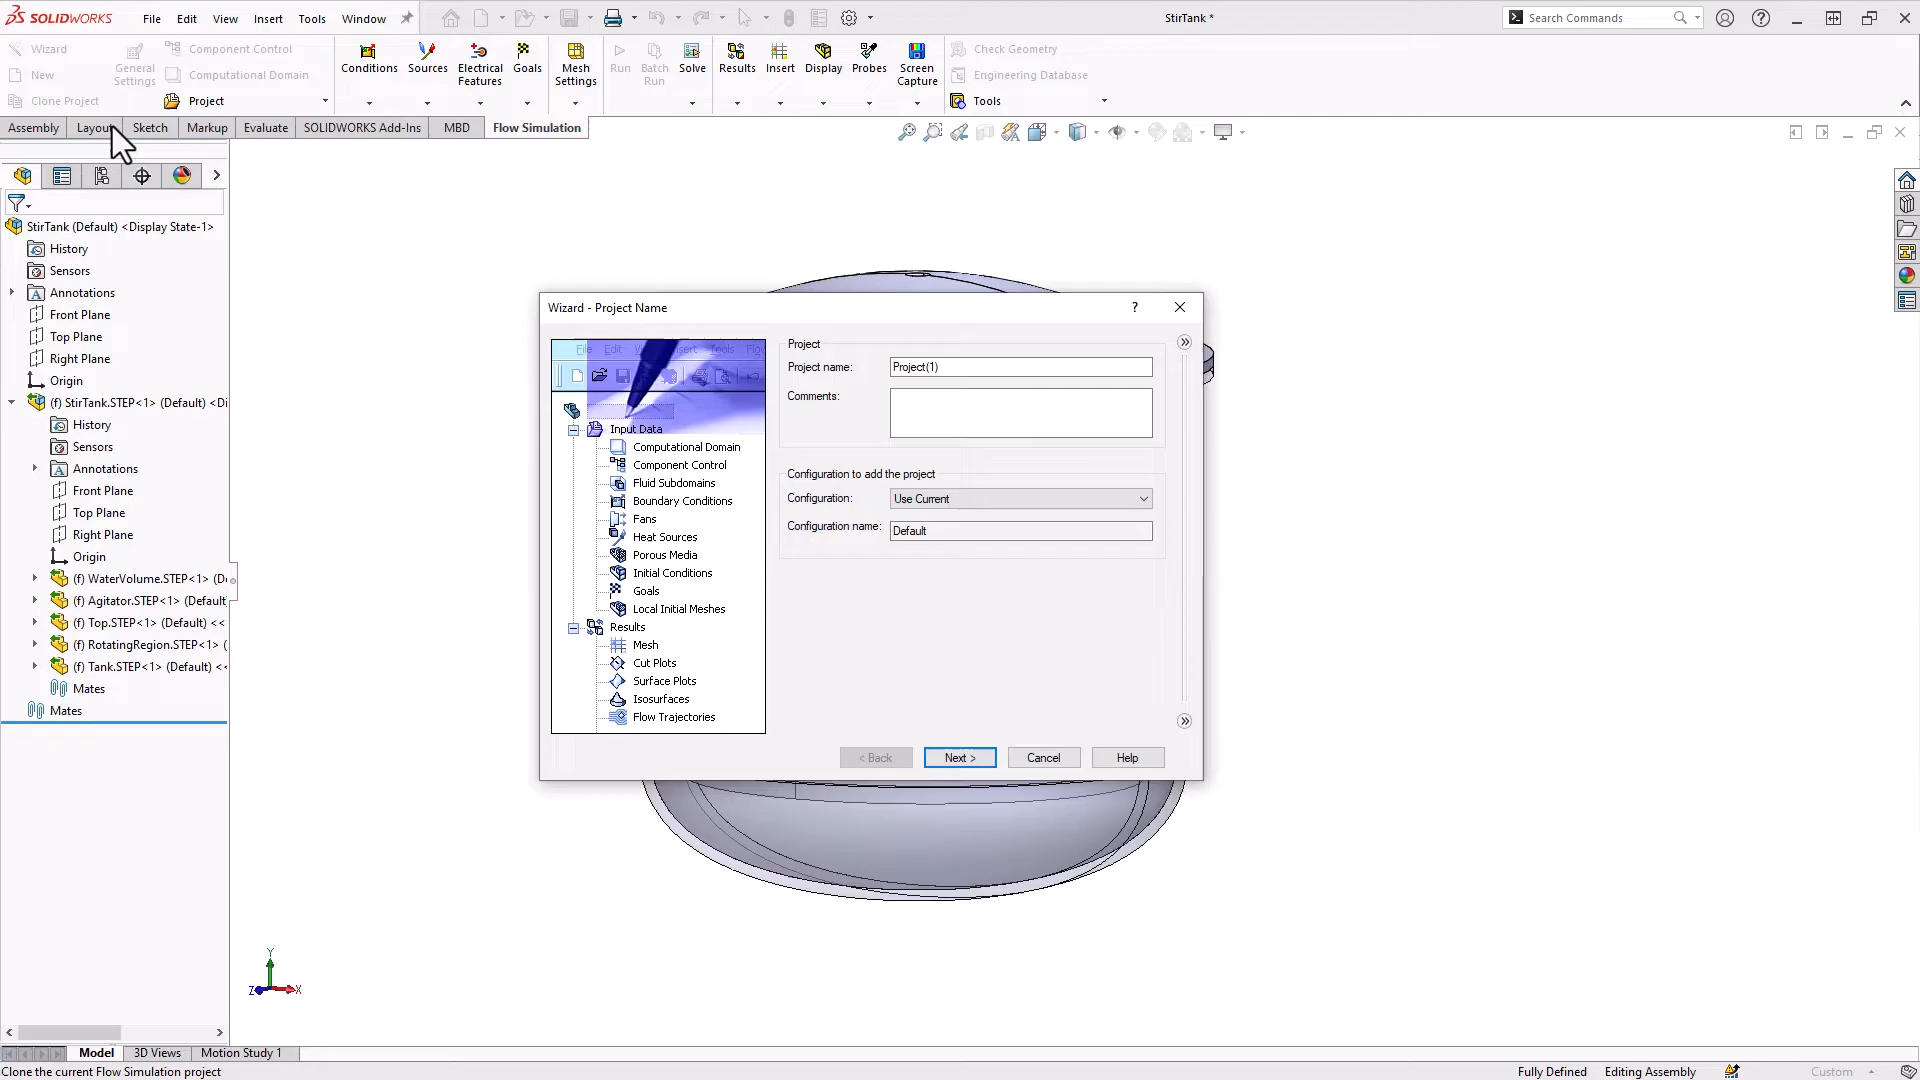 SOLIDWORKS File Edit View Insert Tools Window StirTank * Search Commands
Wizard
New
Clone Project
General Settings
Component Control
Computational Domain
Project
Conditions
Sources
Electrical Features
Goals
Mesh Settings
Run
Batch Run
Solve
Results
Insert
Display
Probes
Screen Capture
Check Geometry
Engineering Database
Tools
Assembly Layout Sketch Markup Evaluate SOLIDWORKS Add-Ins MBD Flow Simulation
StirTank (Default) <Display State-1>
History
Sensors
Annotations
Front Plane
Top Plane
Right Plane
Origin
(f) StirTank.STEP<1> (Default) <Di
History
Sensors
Annotations
Front Plane
Top Plane
Right Plane
Origin
(f) WaterVolume.STEP<1> (D
(f) Agitator.STEP<1> (Default
(f) Top.STEP<1> (Default) <<
(f) RotatingRegion.STEP<1> (
(f) Tank.STEP<1> (Default) <<
Mates
Mates
Wizard - Project Name
?
File Edit
Input Data
Computational Domain
Component Control
Fluid Subdomains
Boundary Conditions
Fans
Heat Sources
Porous Media
Initial Conditions
Goals
Local Initial Meshes
Results
Mesh
Cut Plots
Surface Plots
Isosurfaces
Flow Trajectories
Project
Project name: Project(1)
Comments:
Configuration to add the project
Configuration: Use Current
Configuration name: Default
< Back Next > Cancel Help
Y
Z X
Model 3D Views Motion Study 1
Clone the current Flow Simulation project Fully Defined Editing Assembly Custom